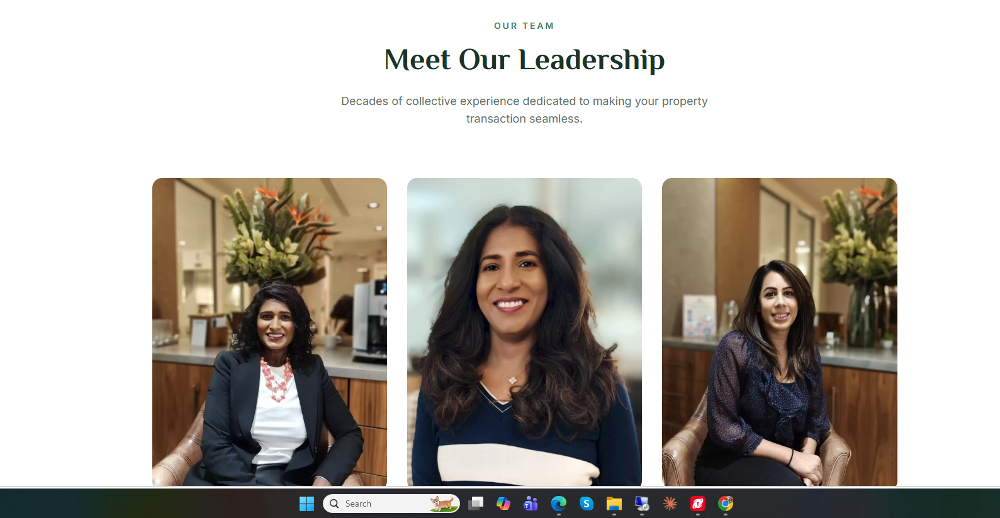 OUR TEAM
Meet Our Leadership
Decades of collective experience dedicated to making your property
transaction seamless.
Search